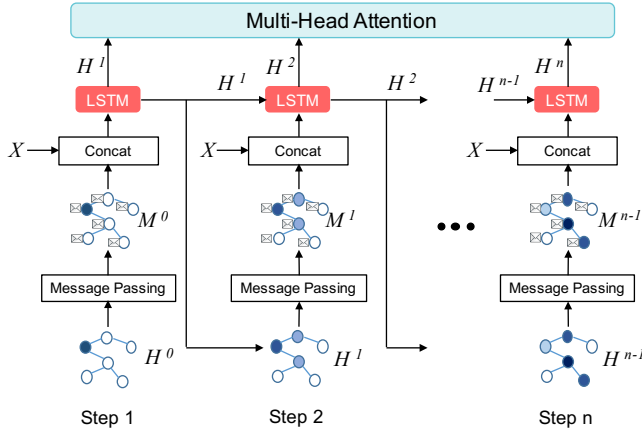 Multi-Head Attention
H^1 H^2 H^n
H^1 H^2 H^{n-1}
LSTM LSTM LSTM
X Concat X Concat X Concat
M^0 M^1 M^{n-1}
•••
Message Passing Message Passing Message Passing
H^0 H^1 H^{n-1}
Step 1 Step 2 Step n